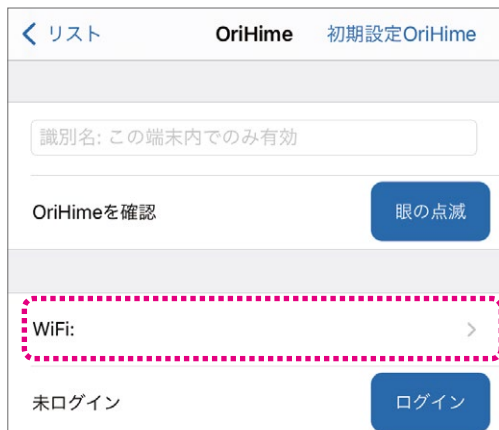 リスト OriHime 初期設定OriHime
識別名: この端末内でのみ有効
OriHimeを確認 眼の点滅
WiFi:
未ログイン ログイン